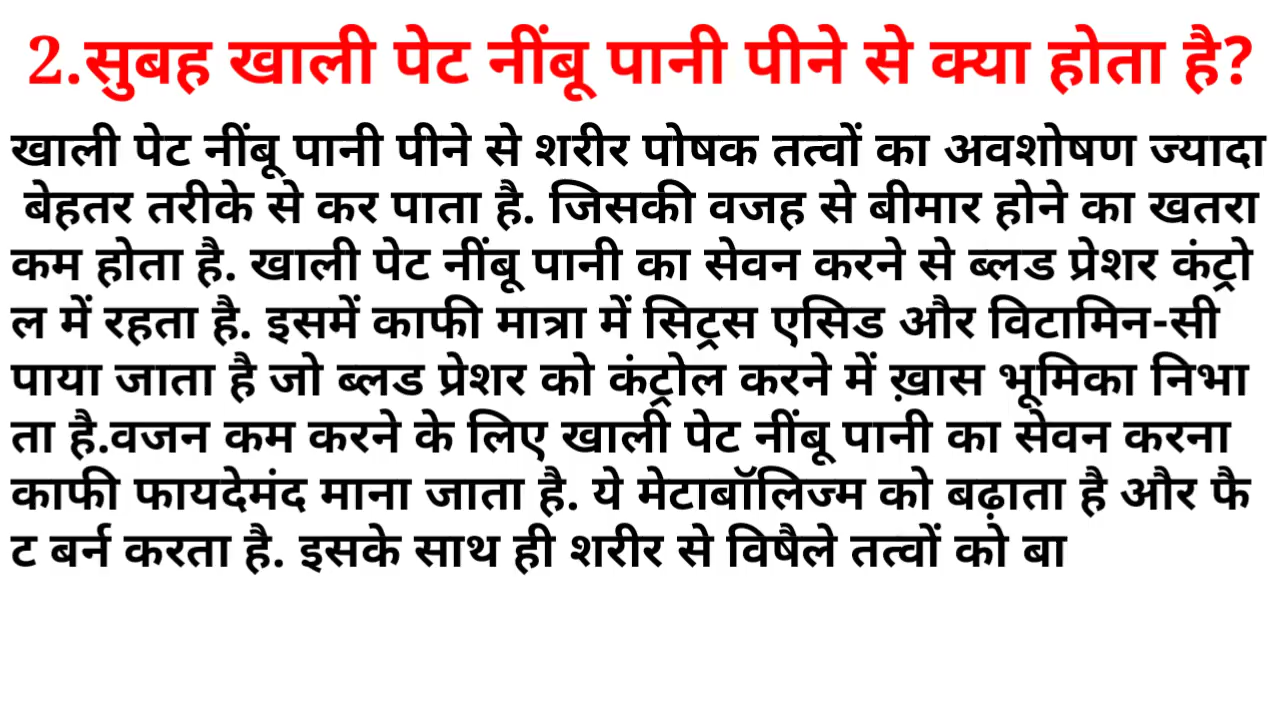 2.सुबह खाली पेट नींबू पानी पीने से क्या होता है?
खाली पेट नींबू पानी पीने से शरीर पोषक तत्वों का अवशोषण ज्यादा
बेहतर तरीके से कर पाता है. जिसकी वजह से बीमार होने का खतरा
कम होता है. खाली पेट नींबू पानी का सेवन करने से ब्लड प्रेशर कंट्रो
ल में रहता है. इसमें काफी मात्रा में सिट्रस एसिड और विटामिन-सी
पाया जाता है जो ब्लड प्रेशर को कंट्रोल करने में ख़ास भूमिका निभा
ता है.वजन कम करने के लिए खाली पेट नींबू पानी का सेवन करना
काफी फायदेमंद माना जाता है. ये मेटाबॉलिज्म को बढ़ाता है और फै
ट बर्न करता है. इसके साथ ही शरीर से विषैले तत्वों को बा